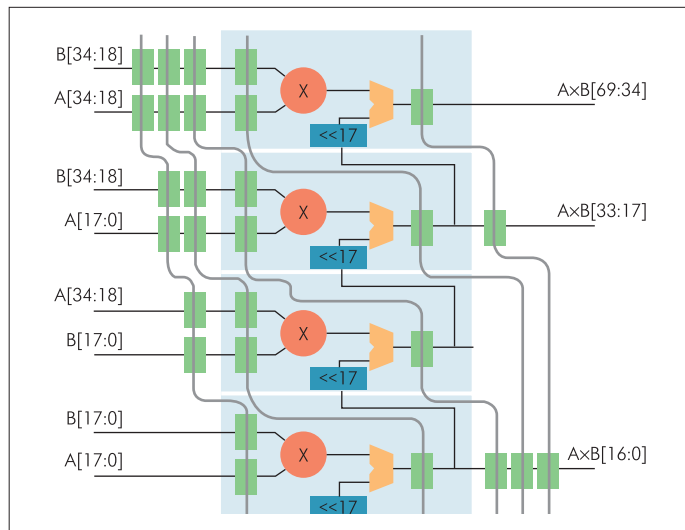 B[34:18]
A[34:18]
X
<<17
A×B[69:34]
B[34:18]
A[17:0]
X
<<17
A×B[33:17]
A[34:18]
B[17:0]
X
<<17
B[17:0]
A[17:0]
X
<<17
A×B[16:0]